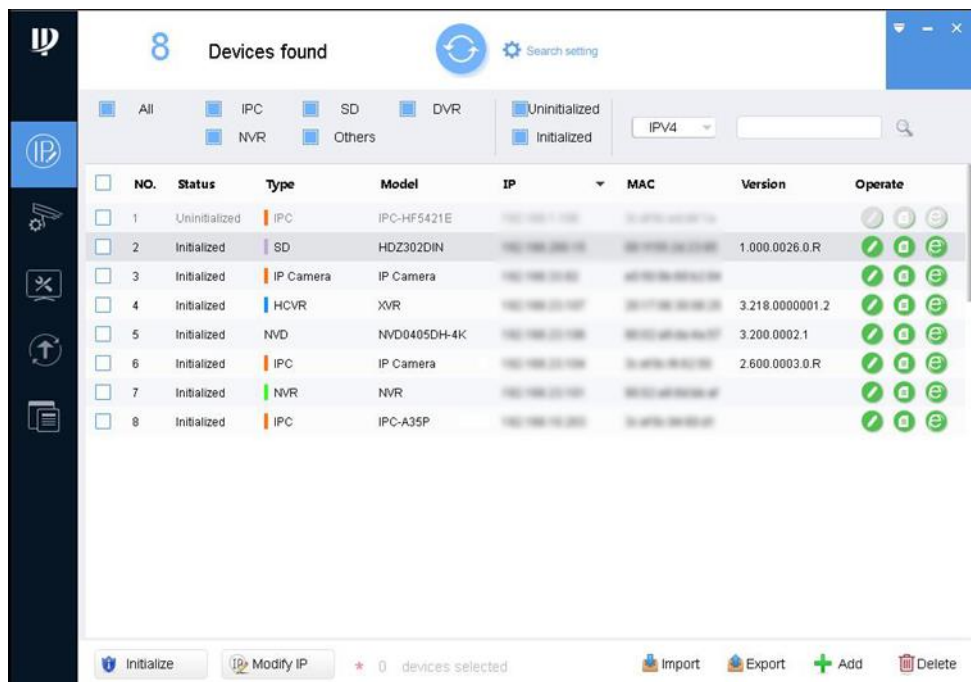 8 Devices found Search setting
All IPC SD DVR Uninitialized
NVR Others Initialized IPV4
NO. Status Type Model IP MAC Version Operate
1 Uninitialized IPC IPC-HF5421E
2 Initialized SD HDZ302DIN 1.000.0026.0.R
3 Initialized IP Camera IP Camera
4 Initialized HCVR XVR 3.218.0000001.2
5 Initialized NVD NVD0405DH-4K 3.200.0002.1
6 Initialized IPC IP Camera 2.600.0003.0.R
7 Initialized NVR NVR
8 Initialized IPC IPC-A35P
Initialize Modify IP * 0 devices selected Import Export Add Delete